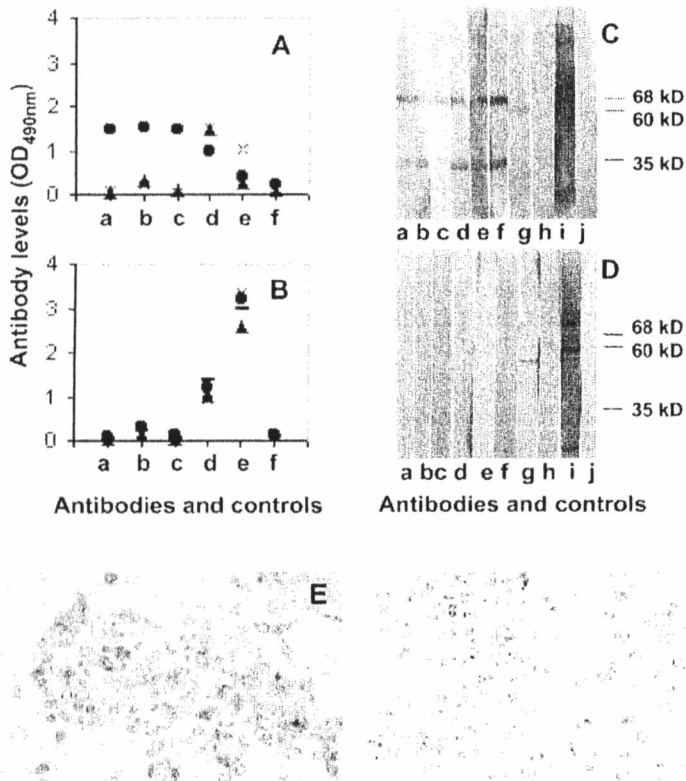 4
3
2
1
0
A
a b c d e f
Antibody levels (OD490nm)
4
3
2
1
0
B
a b c d e f
Antibodies and controls
C
68 kD
60 kD
35 kD
a b c d e f g h i j
D
68 kD
60 kD
35 kD
a b c d e f g h i j
Antibodies and controls
E